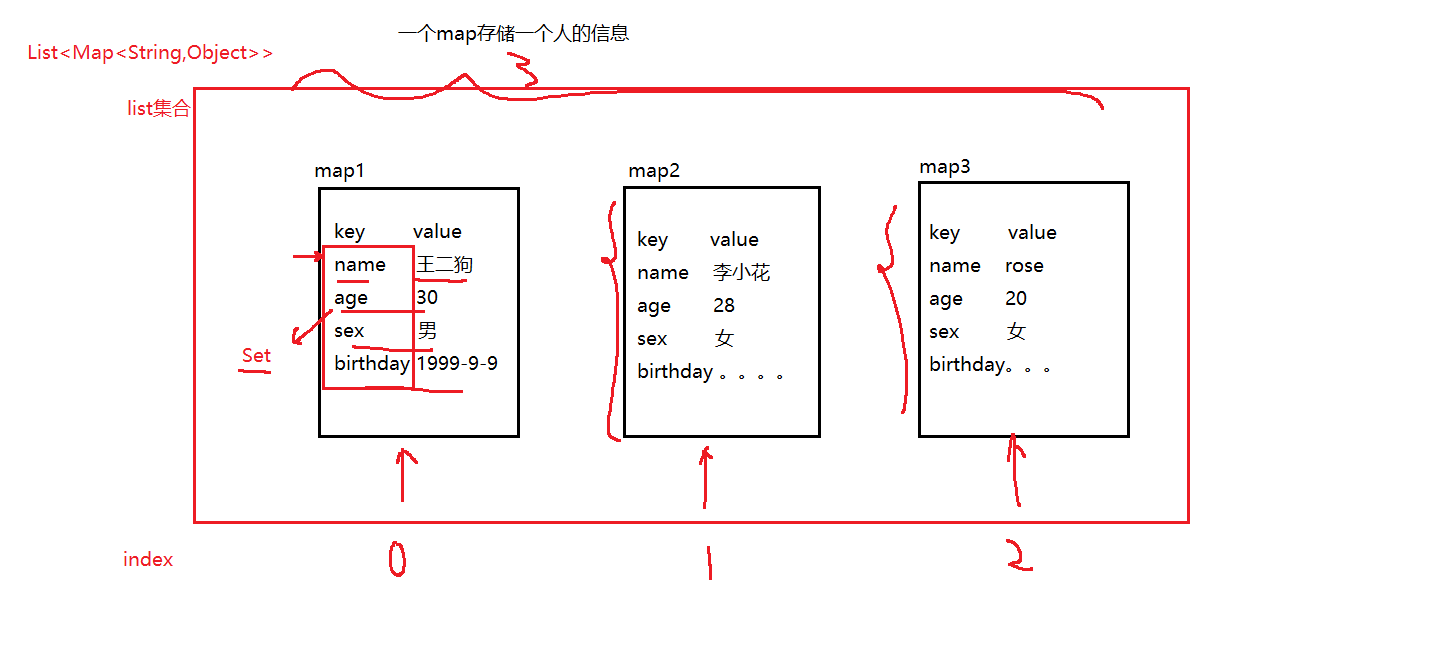 一个map存储一个人的信息
List<Map<String,Object>>
3
list集合
map1
key value
name 王二狗
age 30
sex 男
birthday 1999-9-9
Set
map2
key value
name 李小花
age 28
sex 女
birthday 。。。。
map3
key value
name rose
age 20
sex 女
birthday。。。
index 0 1 2